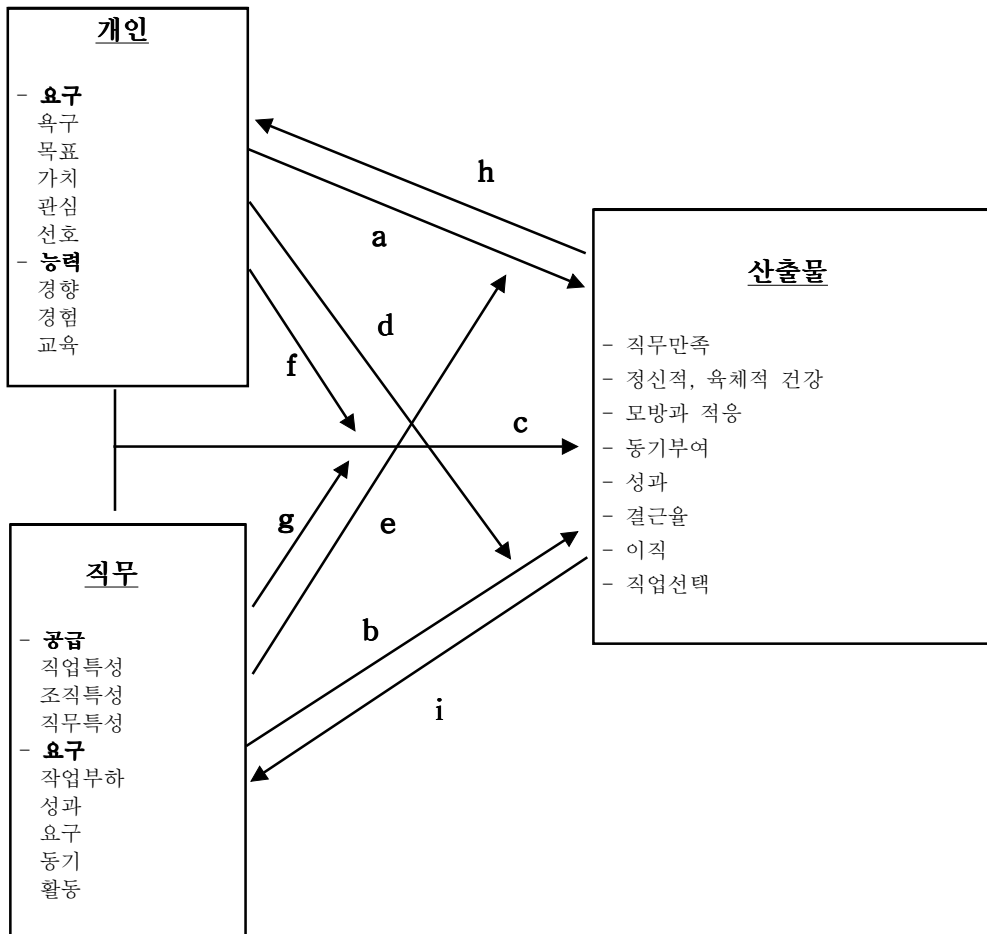 개인
- 요구
욕구
목표
가치
관심
선호
- 능력
경향
경험
교육
h
a
d
f
c
g
e
b
i
산출물
- 직무만족
- 정신적, 육체적 건강
- 모방과 적응
- 동기부여
- 성과
- 결근율
- 이직
- 직업선택
직무
- 공급
직업특성
조직특성
직무특성
- 요구
작업부하
성과
요구
동기
활동